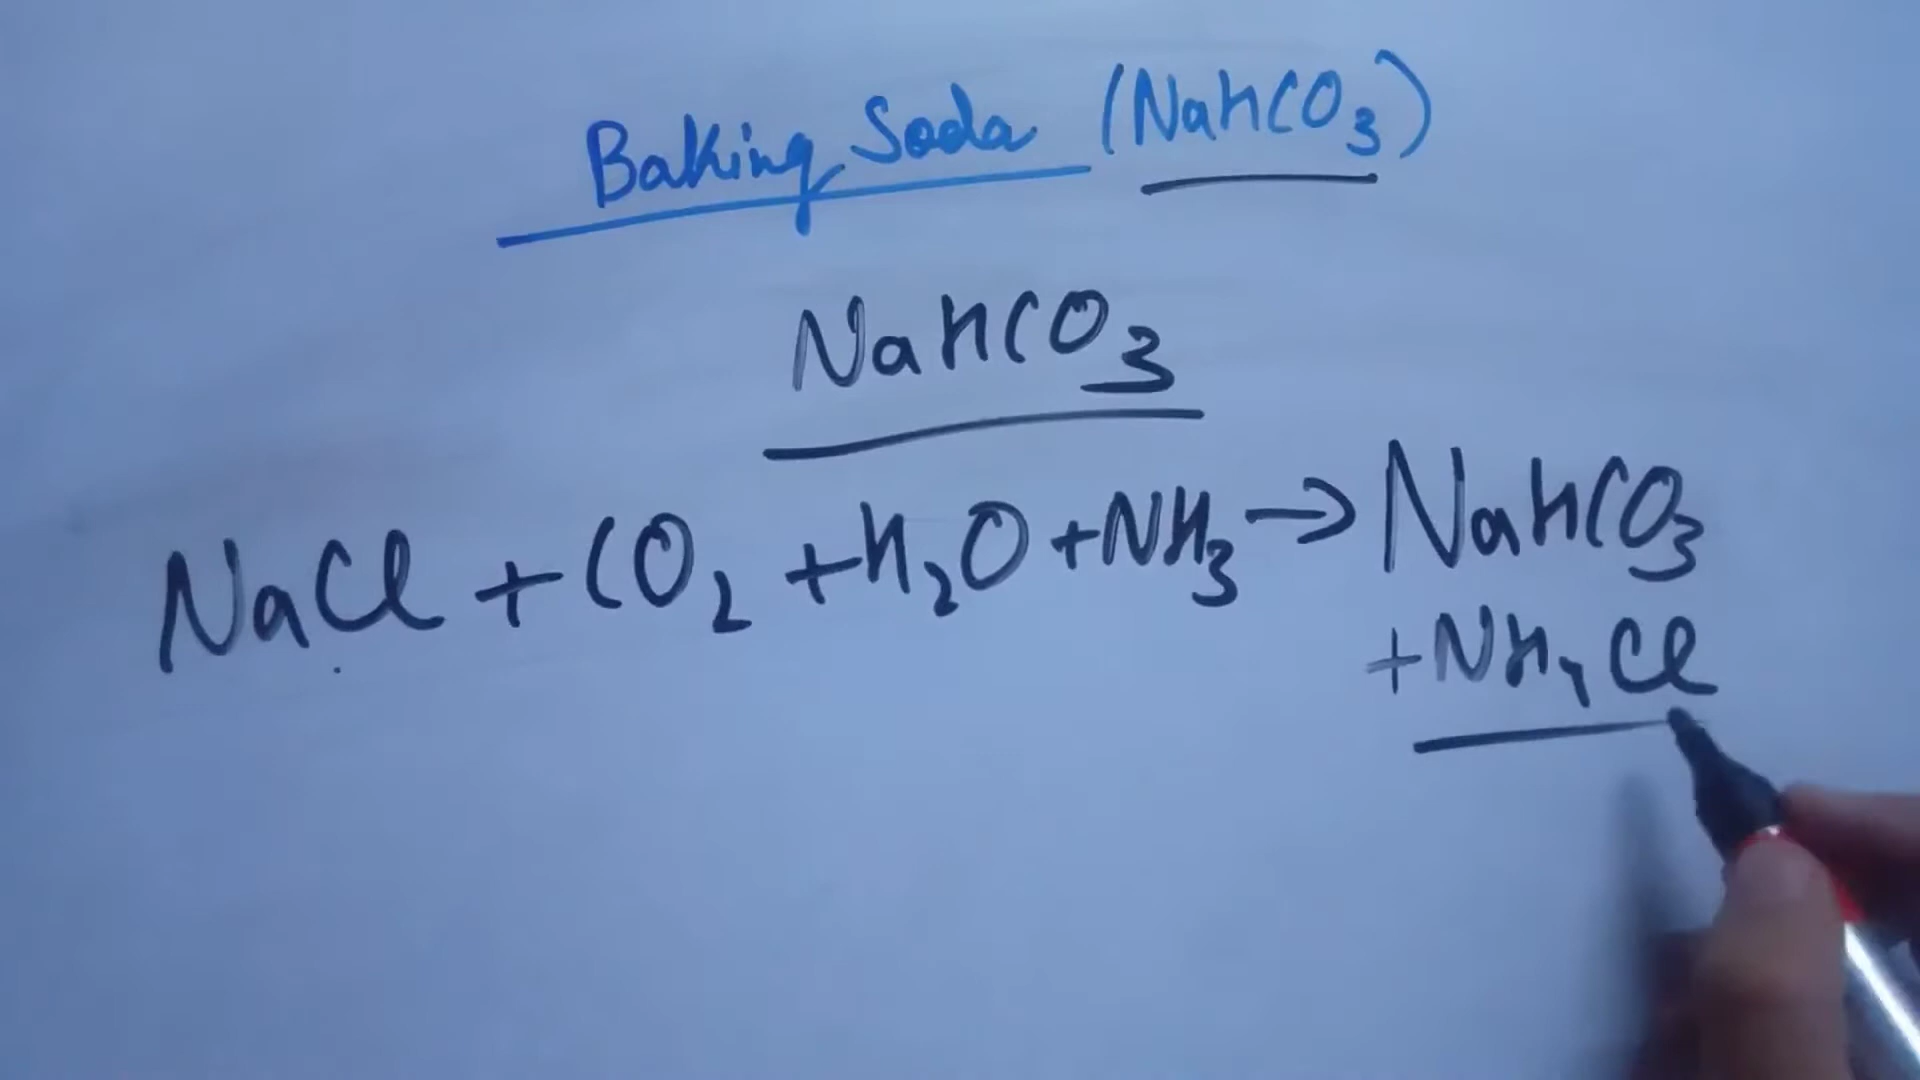 Baking Soda (NaHCO₃)
NaHCO₃
NaCl + CO₂ + H₂O + NH₃ → NaHCO₃
+ NH₄Cl